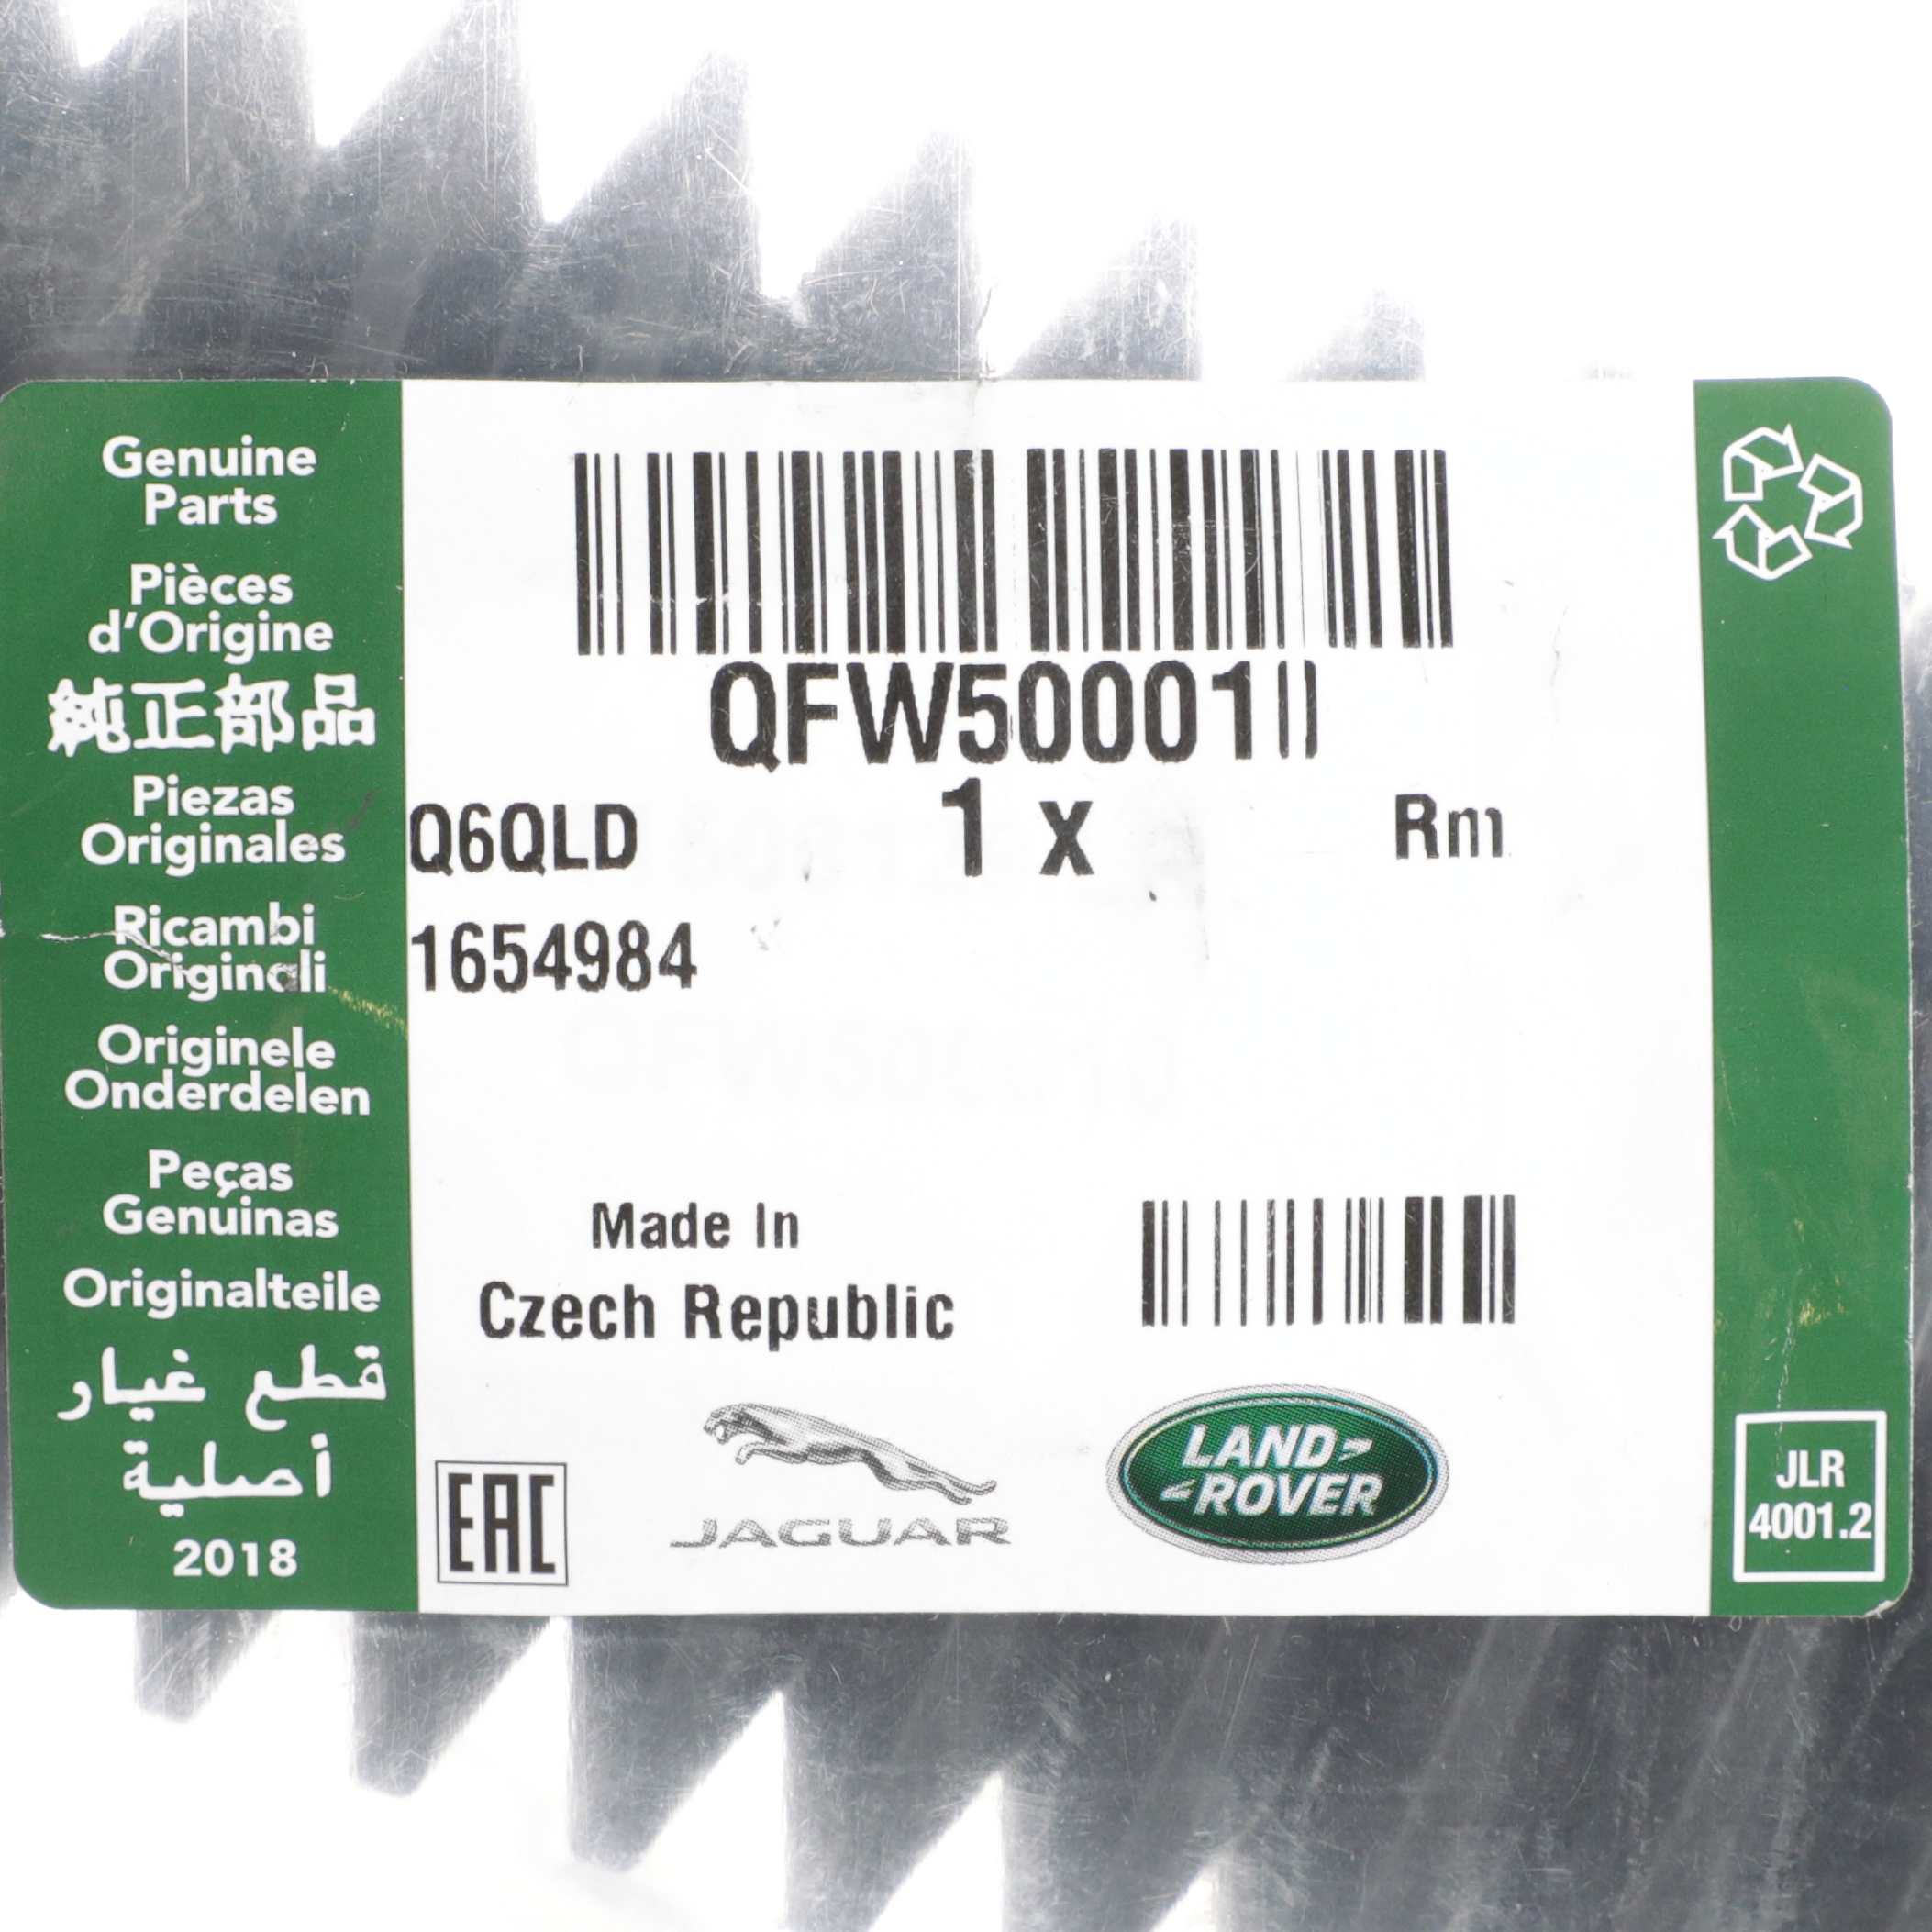 Genuine
Parts
Pièces
d'Origine
純正部品
Piezas
Originales
Ricambi
Originali
Originele
Onderdelen
Peças
Genuinas
Originalteile
قطع غيار
أصلية
2018
QFW500010
Q6QLD
1 x
Rm
1654984
Made In
Czech Republic
EAC
JAGUAR
LAND
ROVER
JLR
4001.2